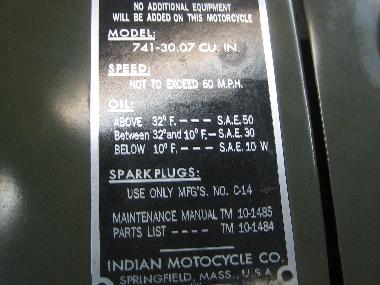 NO ADDITIONAL EQUIPMENT
WILL BE ADDED ON THIS MOTORCYCLE
MODEL:
741-30.07 CU. IN.
SPEED:
NOT TO EXCEED 60 M.P.H.
OIL:
ABOVE 32° F. --- S.A.E. 50
Between 32° and 10° F. - S.A.E. 30
BELOW 10° F. -- S.A.E. 10 W
SPARKPLUGS:
USE ONLY MFG'S. NO. C-14
MAINTENANCE MANUAL TM 10-1485
PARTS LIST ---- TM 10-1484
INDIAN MOTOCYCLE CO.
SPRINGFIELD, MASS., U.S.A.